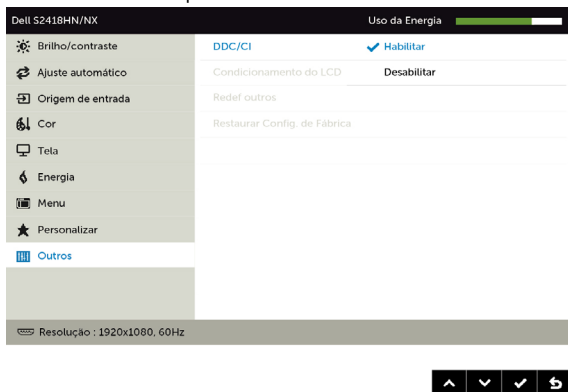 Dell S2418HN/NX Uso da Energia
Brilho/contraste DDC/CI Habilitar
Ajuste automático Condicionamento do LCD Desabilitar
Origem de entrada Redef outros
Cor Restaurar Config. de Fábrica
Tela
Energia
Menu
Personalizar
Outros
Resolução : 1920x1080, 60Hz